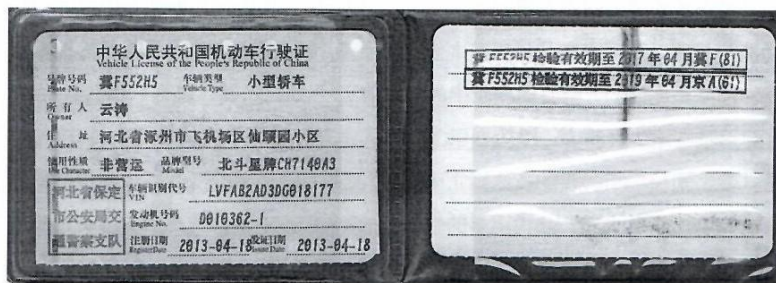 中华人民共和国机动车行驶证
Vehicle License of the People's Republic of China
号牌号码 Plate No. 冀F552H5 车辆类型 Vehicle Type 小型轿车
所有人 Owner 云涛
住址 Address 河北省涿州市飞机场区仙颐园小区
使用性质 Use Character 非营运 品牌型号 Model 北斗星牌CH7140A3
河北省保定 车辆识别代号 VIN LVFAB2AD3DG018177
市公安局交 发动机号码 Engine No. D010362-1
通警察支队 注册日期 Register Date 2013-04-18 发证日期 Issue Date 2013-04-18
冀F552H5 检验有效期至 2017 年 04 月冀F(81)
冀F552H5 检验有效期至 2019 年 04 月京A(61)